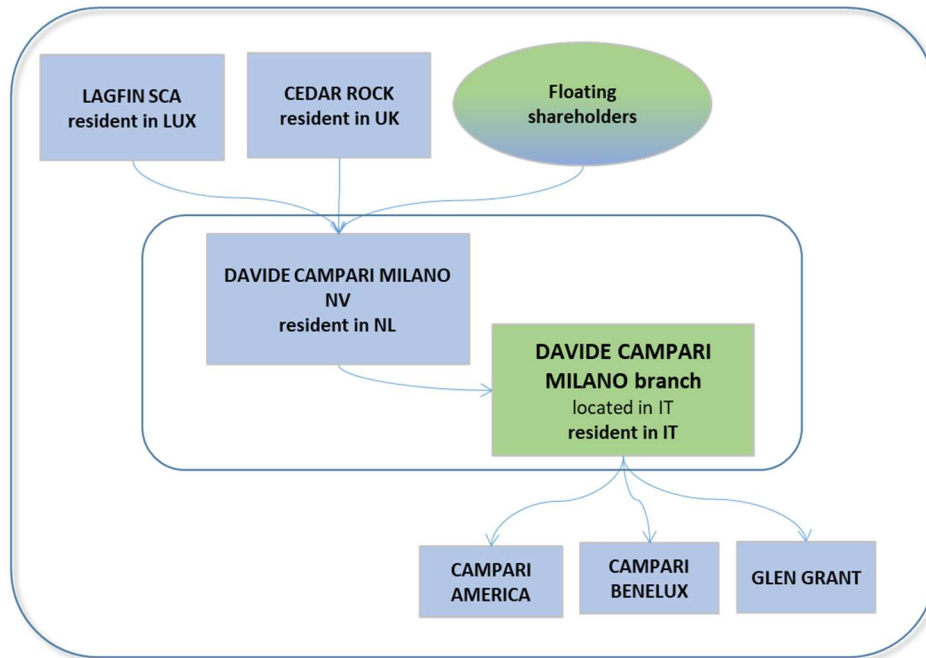 LAGFIN SCA
resident in LUX
CEDAR ROCK
resident in UK
Floating
shareholders
DAVIDE CAMPARI MILANO
NV
resident in NL
DAVIDE CAMPARI
MILANO branch
located in IT
resident in IT
CAMPARI
AMERICA
CAMPARI
BENELUX
GLEN GRANT